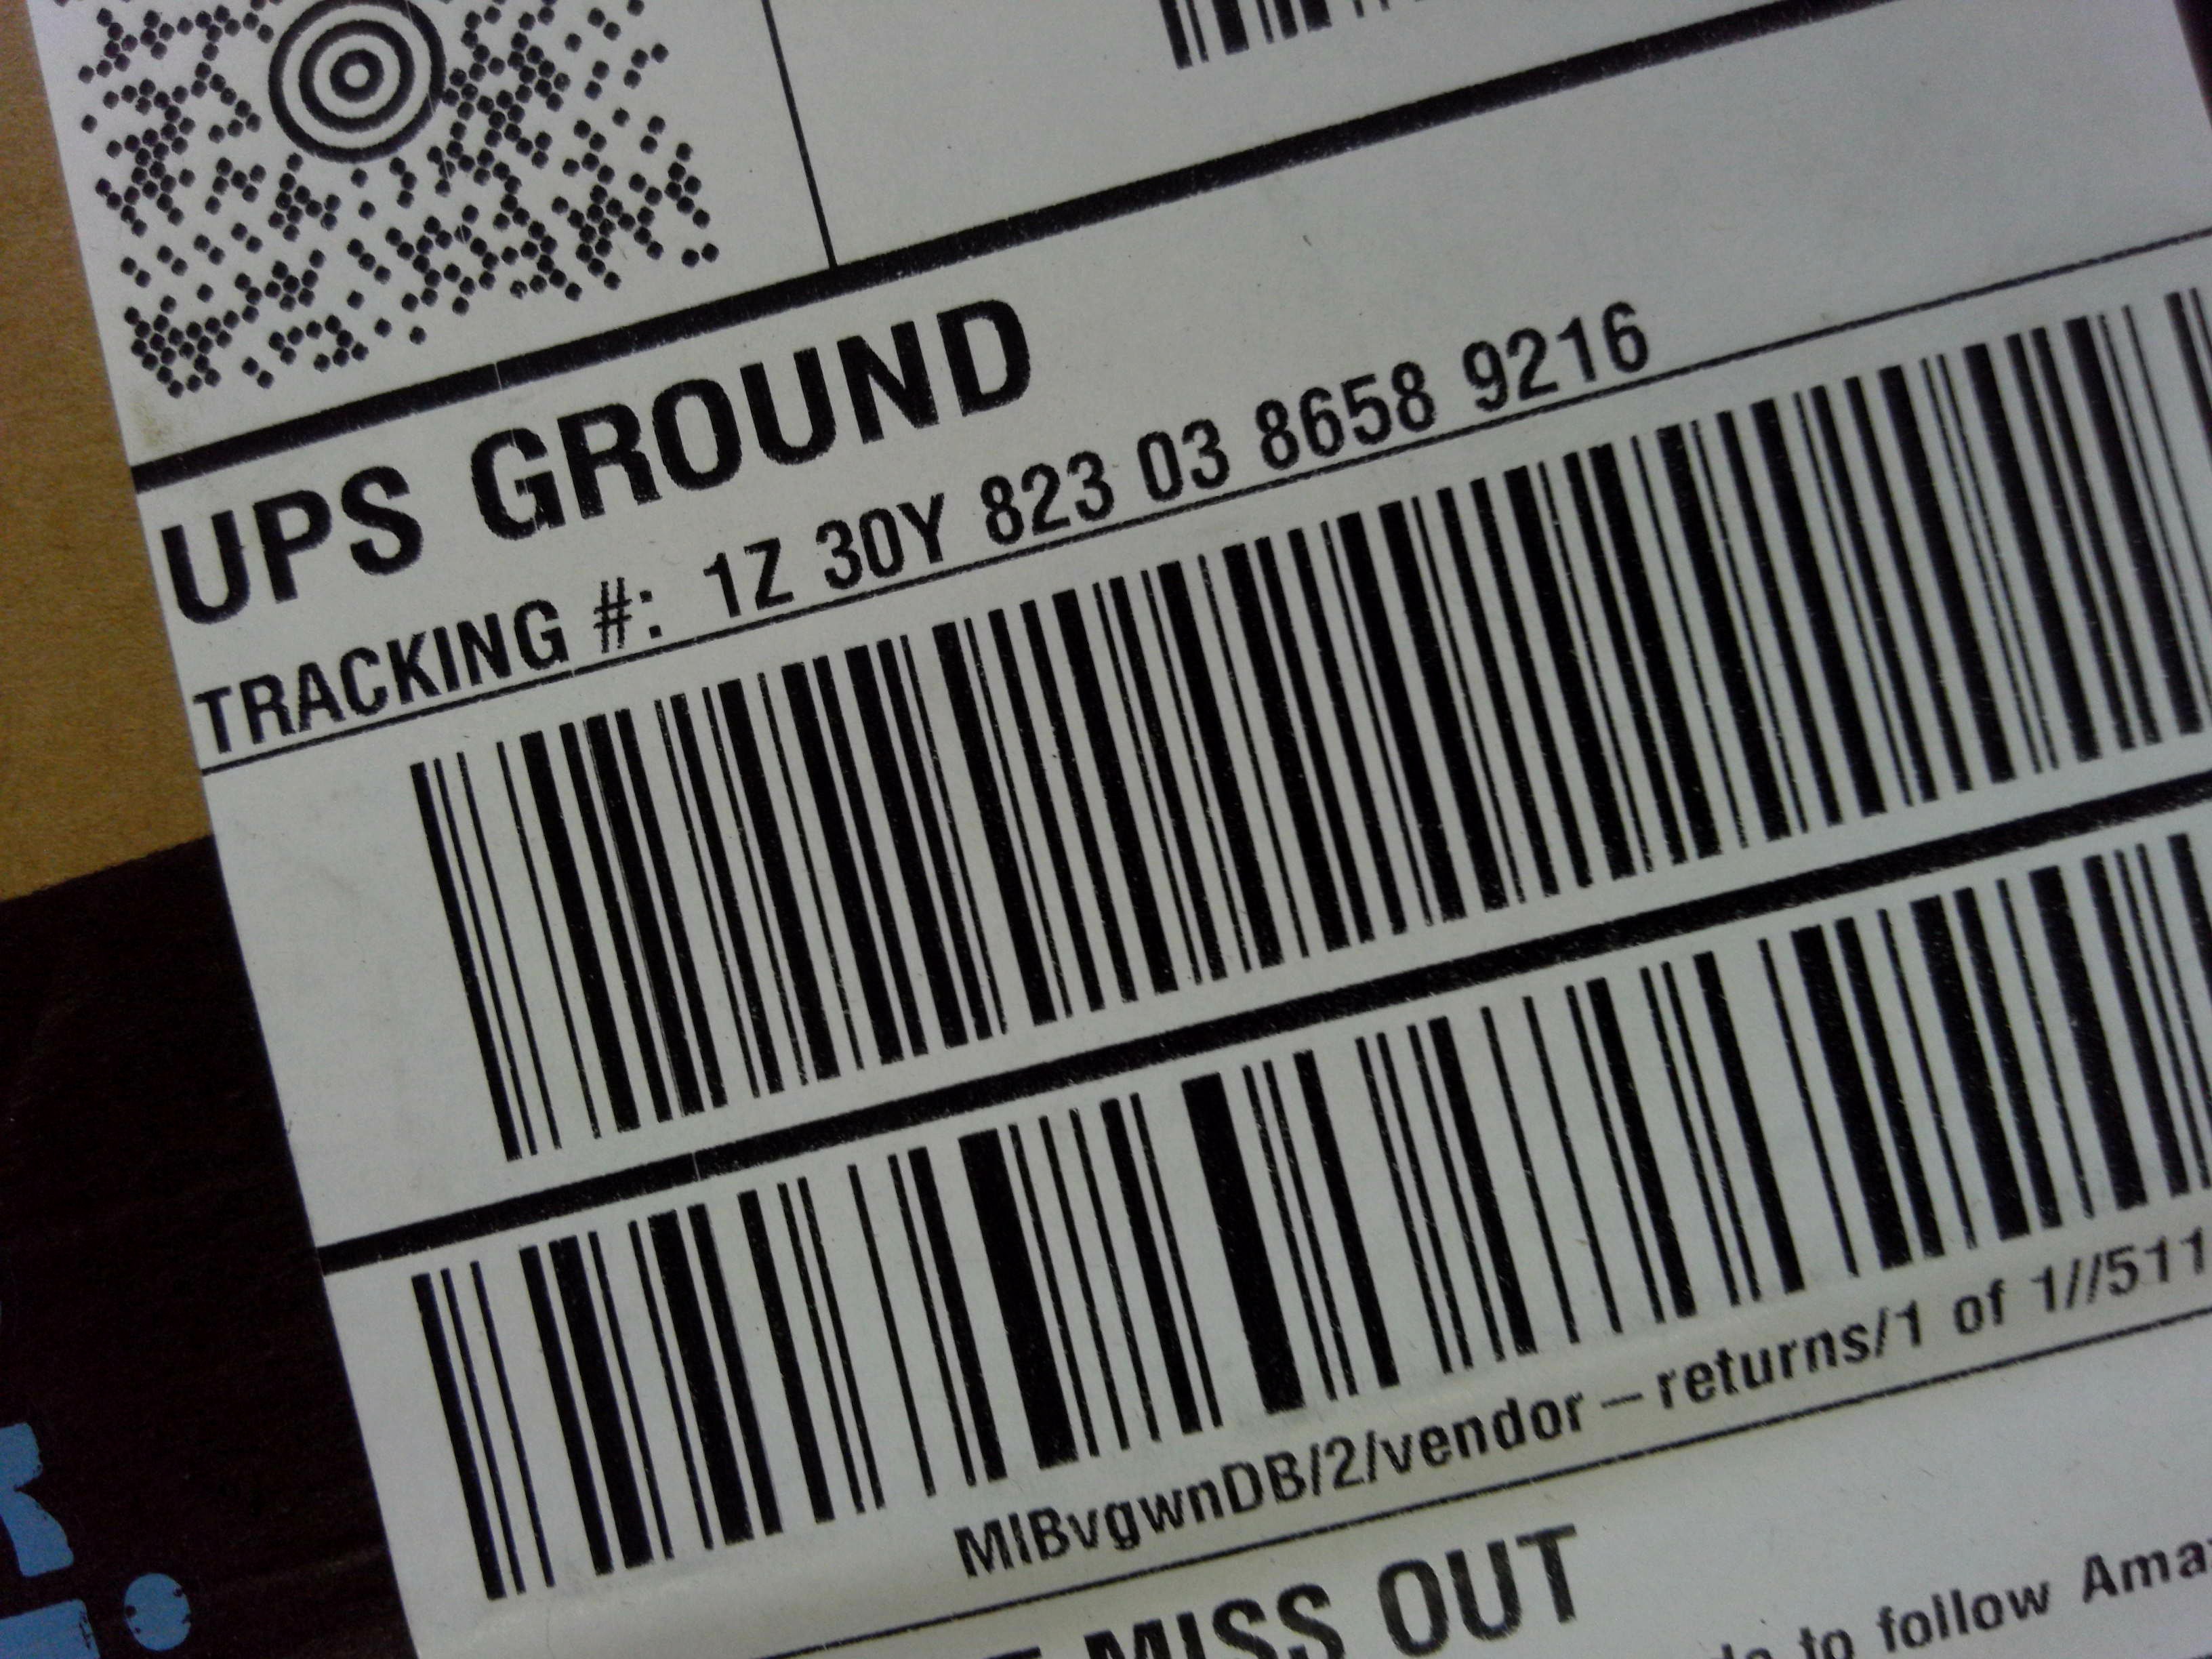 UPS GROUND
TRACKING #: 1Z 30Y 823 03 8658 9216
MIBvgwnDB/2/vendor-returns/1 of 1//511
MISS OUT
to follow